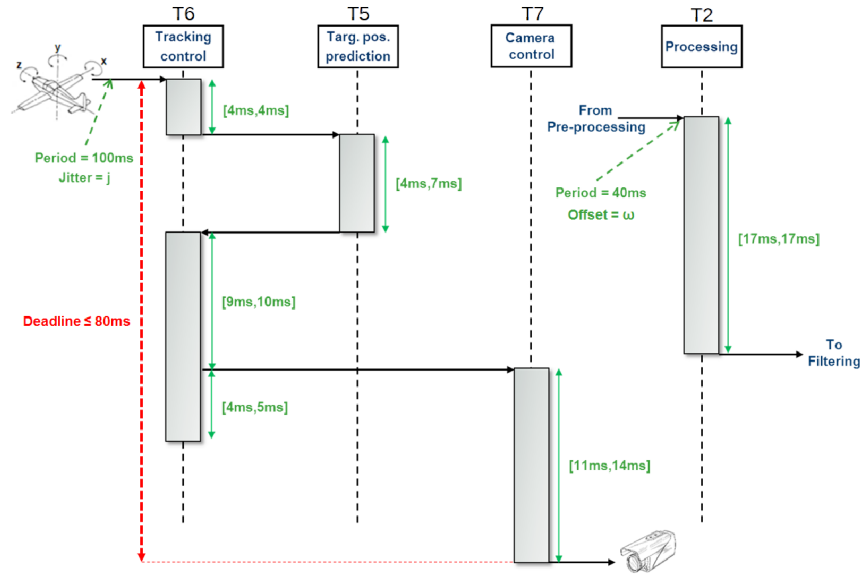 T6
T5
T7
T2
Tracking
control
Targ. pos.
prediction
Camera
control
Processing
y
z
x
[4ms,4ms]
From
Pre-processing
Period = 100ms
Jitter = j
[4ms,7ms]
Period = 40ms
Offset = ω
[17ms,17ms]
[9ms,10ms]
Deadline ≤ 80ms
To
Filtering
[4ms,5ms]
[11ms,14ms]